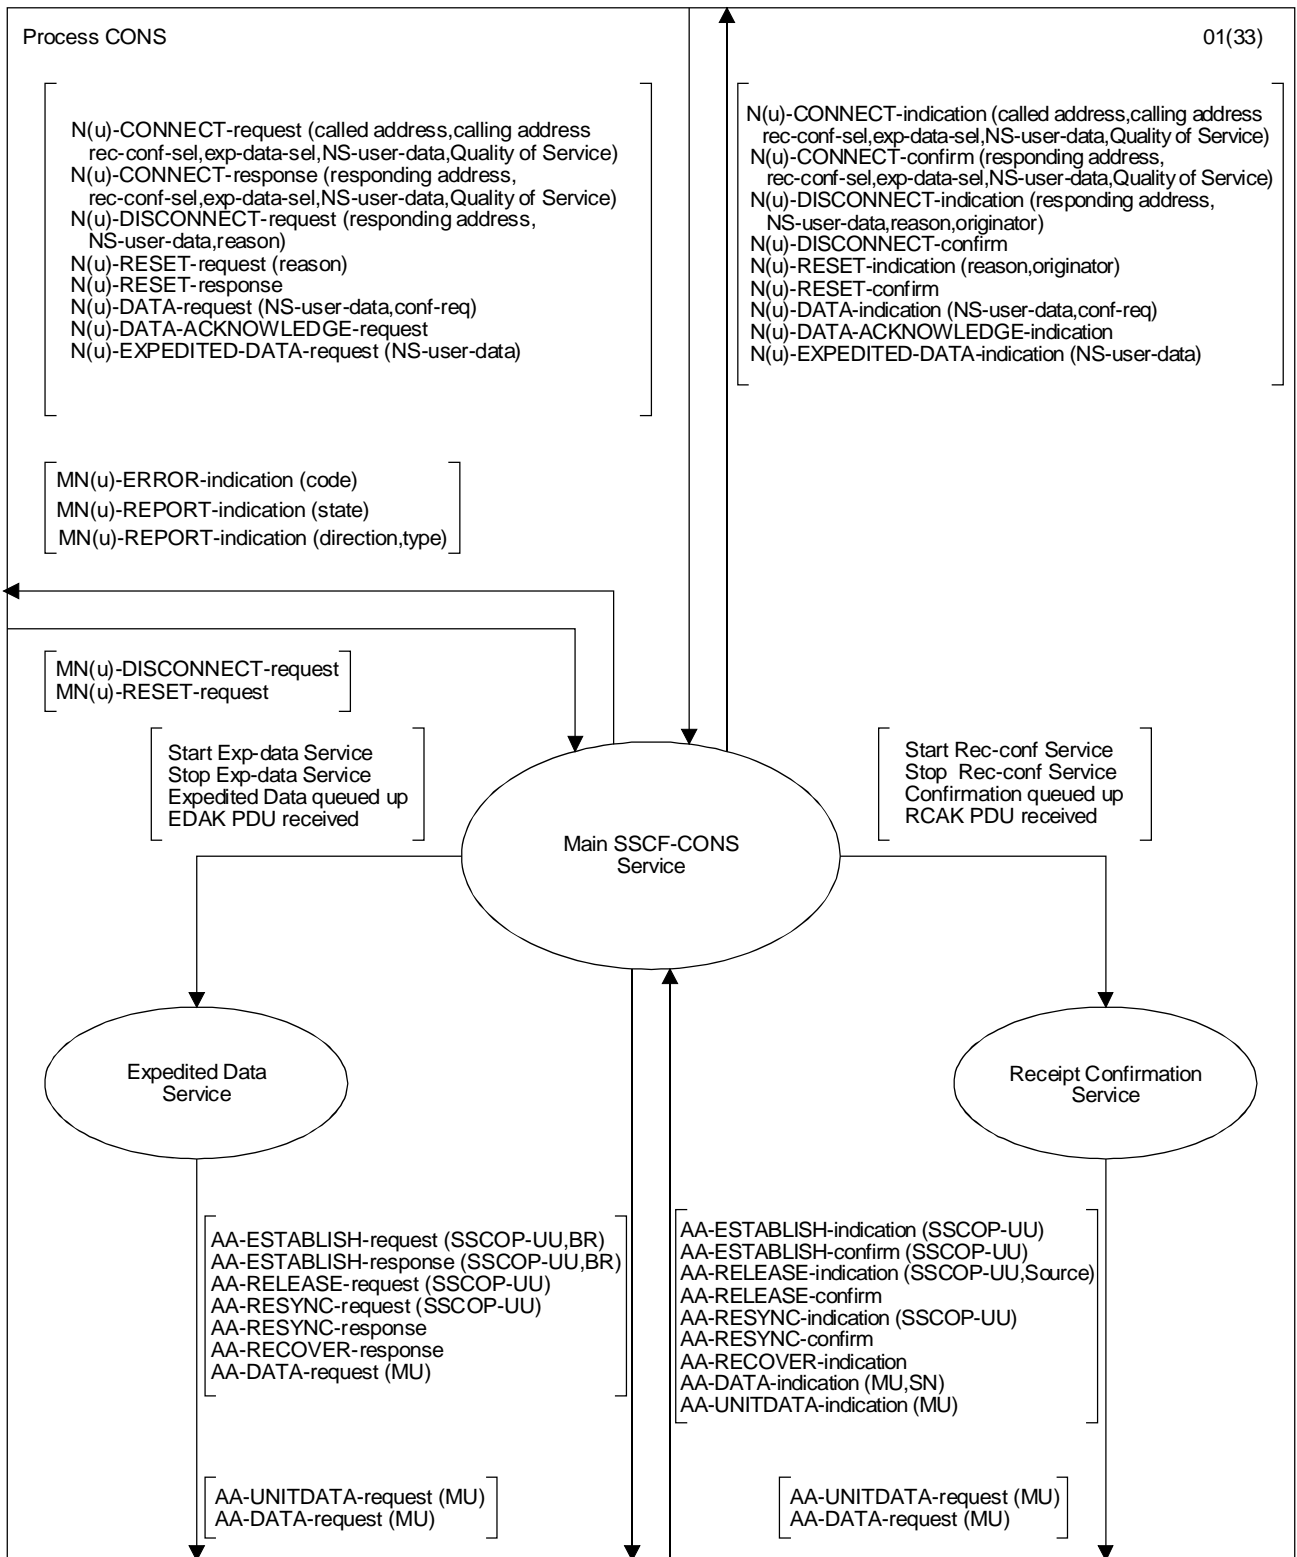 Process CONS
01(33)
N(u)-CONNECT-request (called address,calling address
rec-conf-sel,exp-data-sel,NS-user-data,Quality of Service)
N(u)-CONNECT-response (responding address,
rec-conf-sel,exp-data-sel,NS-user-data,Quality of Service)
N(u)-DISCONNECT-request (responding address,
NS-user-data,reason)
N(u)-RESET-request (reason)
N(u)-RESET-response
N(u)-DATA-request (NS-user-data,conf-req)
N(u)-DATA-ACKNOWLEDGE-request
N(u)-EXPEDITED-DATA-request (NS-user-data)
N(u)-CONNECT-indication (called address,calling address
rec-conf-sel,exp-data-sel,NS-user-data,Quality of Service)
N(u)-CONNECT-confirm (responding address,
rec-conf-sel,exp-data-sel,NS-user-data,Quality of Service)
N(u)-DISCONNECT-indication (responding address,
NS-user-data,reason,originator)
N(u)-DISCONNECT-confirm
N(u)-RESET-indication (reason,originator)
N(u)-RESET-confirm
N(u)-DATA-indication (NS-user-data,conf-req)
N(u)-DATA-ACKNOWLEDGE-indication
N(u)-EXPEDITED-DATA-indication (NS-user-data)
MN(u)-ERROR-indication (code)
MN(u)-REPORT-indication (state)
MN(u)-REPORT-indication (direction,type)
MN(u)-DISCONNECT-request
MN(u)-RESET-request
Start Exp-data Service
Stop Exp-data Service
Expedited Data queued up
EDAK PDU received
Start Rec-conf Service
Stop Rec-conf Service
Confirmation queued up
RCAK PDU received
Main SSCF-CONS
Service
Expedited Data
Service
Receipt Confirmation
Service
AA-ESTABLISH-request (SSCOP-UU,BR)
AA-ESTABLISH-response (SSCOP-UU,BR)
AA-RELEASE-request (SSCOP-UU)
AA-RESYNC-request (SSCOP-UU)
AA-RESYNC-response
AA-RECOVER-response
AA-DATA-request (MU)
AA-ESTABLISH-indication (SSCOP-UU)
AA-ESTABLISH-confirm (SSCOP-UU)
AA-RELEASE-indication (SSCOP-UU,Source)
AA-RELEASE-confirm
AA-RESYNC-indication (SSCOP-UU)
AA-RESYNC-confirm
AA-RECOVER-indication
AA-DATA-indication (MU,SN)
AA-UNITDATA-indication (MU)
AA-UNITDATA-request (MU)
AA-DATA-request (MU)
AA-UNITDATA-request (MU)
AA-DATA-request (MU)